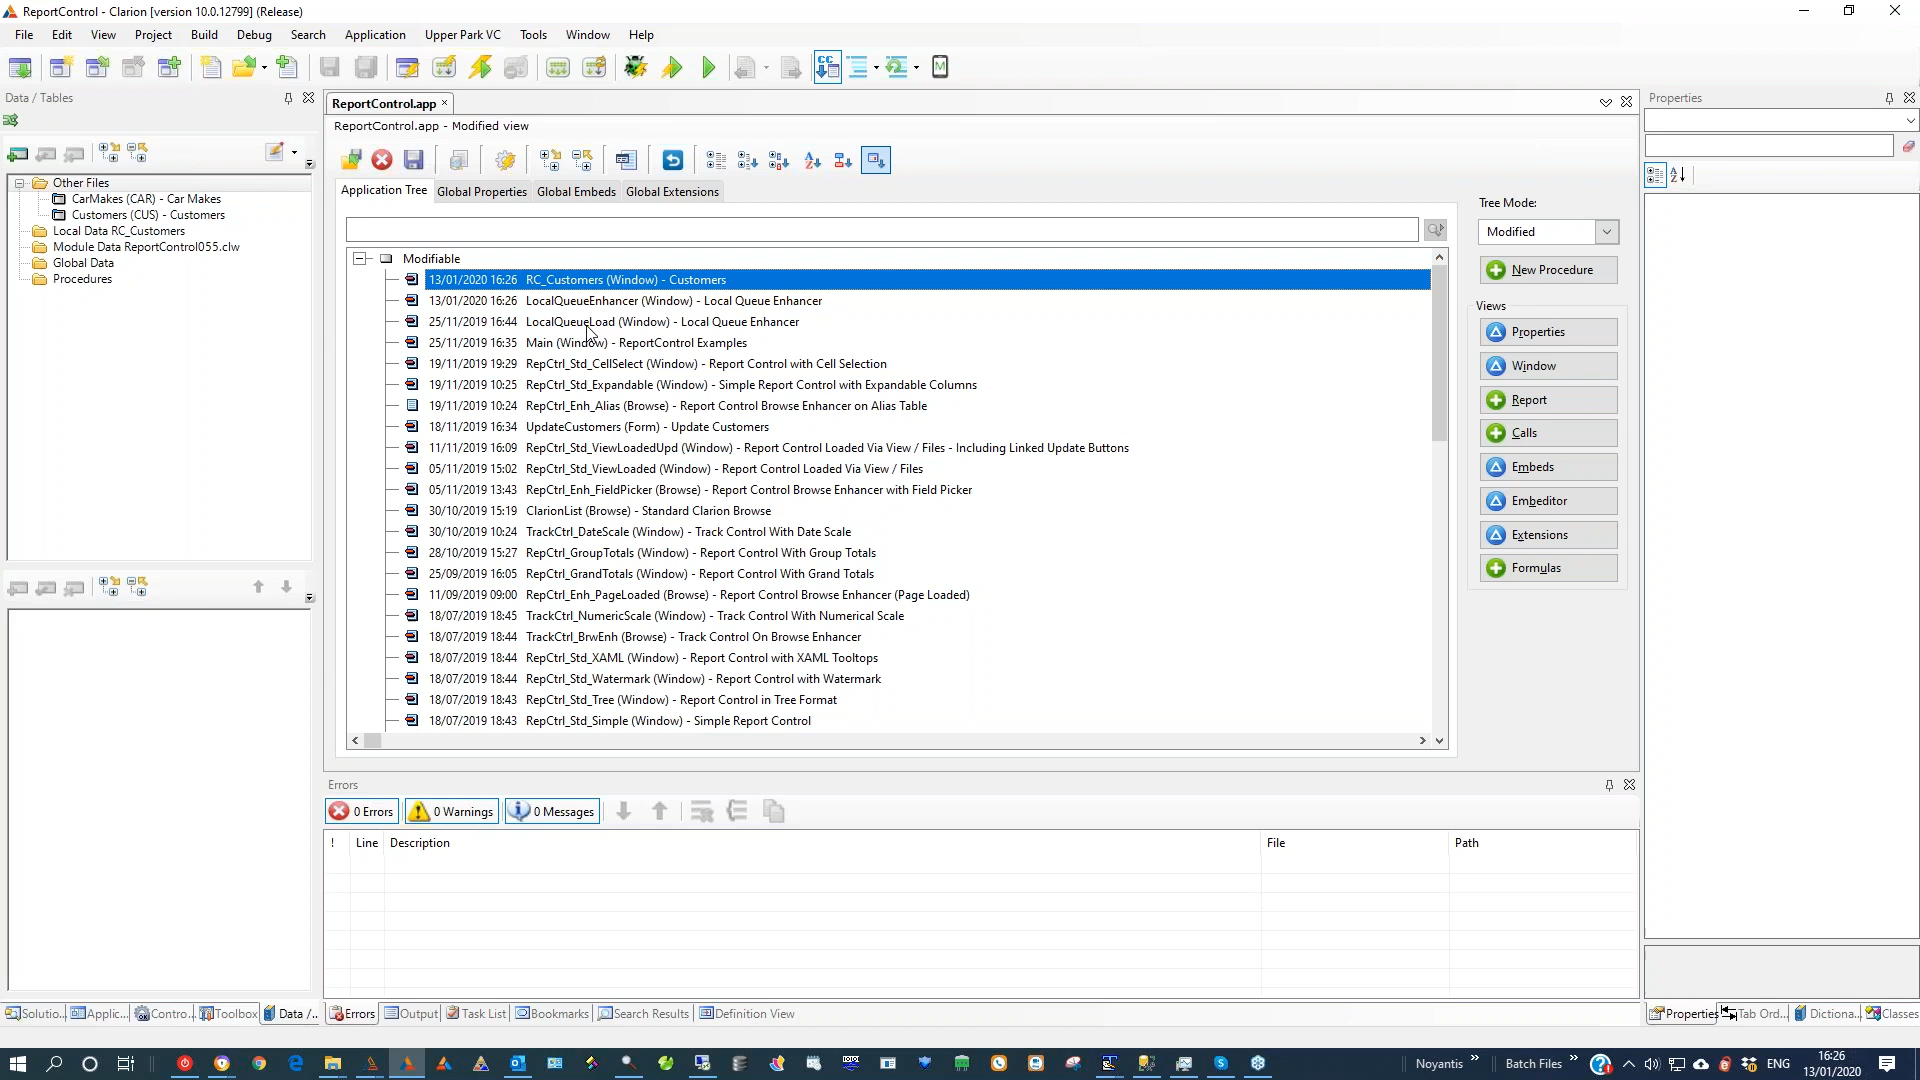 ReportControl - Clarion [version 10.0.12799] (Release)
File Edit View Project Build Debug Search Application Upper Park VC Tools Window Help
Data / Tables
Other Files
CarMakes (CAR) - Car Makes
Customers (CUS) - Customers
Local Data RC_Customers
Module Data ReportControl055.clw
Global Data
Procedures
ReportControl.app
ReportControl.app - Modified view
Application Tree Global Properties Global Embeds Global Extensions
Modifiable
13/01/2020 16:26 RC_Customers (Window) - Customers
13/01/2020 16:26 LocalQueueEnhancer (Window) - Local Queue Enhancer
25/11/2019 16:44 LocalQueueLoad (Window) - Local Queue Enhancer
25/11/2019 16:35 Main (Window) - ReportControl Examples
19/11/2019 19:29 RepCtrl_Std_CellSelect (Window) - Report Control with Cell Selection
19/11/2019 10:25 RepCtrl_Std_Expandable (Window) - Simple Report Control with Expandable Columns
19/11/2019 10:24 RepCtrl_Enh_Alias (Browse) - Report Control Browse Enhancer on Alias Table
18/11/2019 16:34 UpdateCustomers (Form) - Update Customers
11/11/2019 16:09 RepCtrl_Std_ViewLoadedUpd (Window) - Report Control Loaded Via View / Files - Including Linked Update Buttons
05/11/2019 15:02 RepCtrl_Std_ViewLoaded (Window) - Report Control Loaded Via View / Files
05/11/2019 13:43 RepCtrl_Enh_FieldPicker (Browse) - Report Control Browse Enhancer with Field Picker
30/10/2019 15:19 ClarionList (Browse) - Standard Clarion Browse
30/10/2019 10:24 TrackCtrl_DateScale (Window) - Track Control With Date Scale
28/10/2019 15:27 RepCtrl_GroupTotals (Window) - Report Control With Group Totals
25/09/2019 16:05 RepCtrl_GrandTotals (Window) - Report Control With Grand Totals
11/09/2019 09:00 RepCtrl_Enh_PageLoaded (Browse) - Report Control Browse Enhancer (Page Loaded)
18/07/2019 18:45 TrackCtrl_NumericScale (Window) - Track Control With Numerical Scale
18/07/2019 18:44 TrackCtrl_BrwEnh (Browse) - Track Control On Browse Enhancer
18/07/2019 18:44 RepCtrl_Std_XAML (Window) - Report Control with XAML Tooltops
18/07/2019 18:44 RepCtrl_Std_Watermark (Window) - Report Control with Watermark
18/07/2019 18:43 RepCtrl_Std_Tree (Window) - Report Control in Tree Format
18/07/2019 18:43 RepCtrl_Std_Simple (Window) - Simple Report Control
Tree Mode:
Modified
New Procedure
Views
Properties
Window
Report
Calls
Embeds
Embeditor
Extensions
Formulas
Properties
Errors
0 Errors 0 Warnings 0 Messages
! Line Description File Path
Solutio... Applic... Contro... Toolbox Data /..
Errors Output Task List Bookmarks Search Results Definition View
Properties Tab Ord... Dictiona... Classes
Noyantis » Batch Files » ENG
16:26
13/01/2020